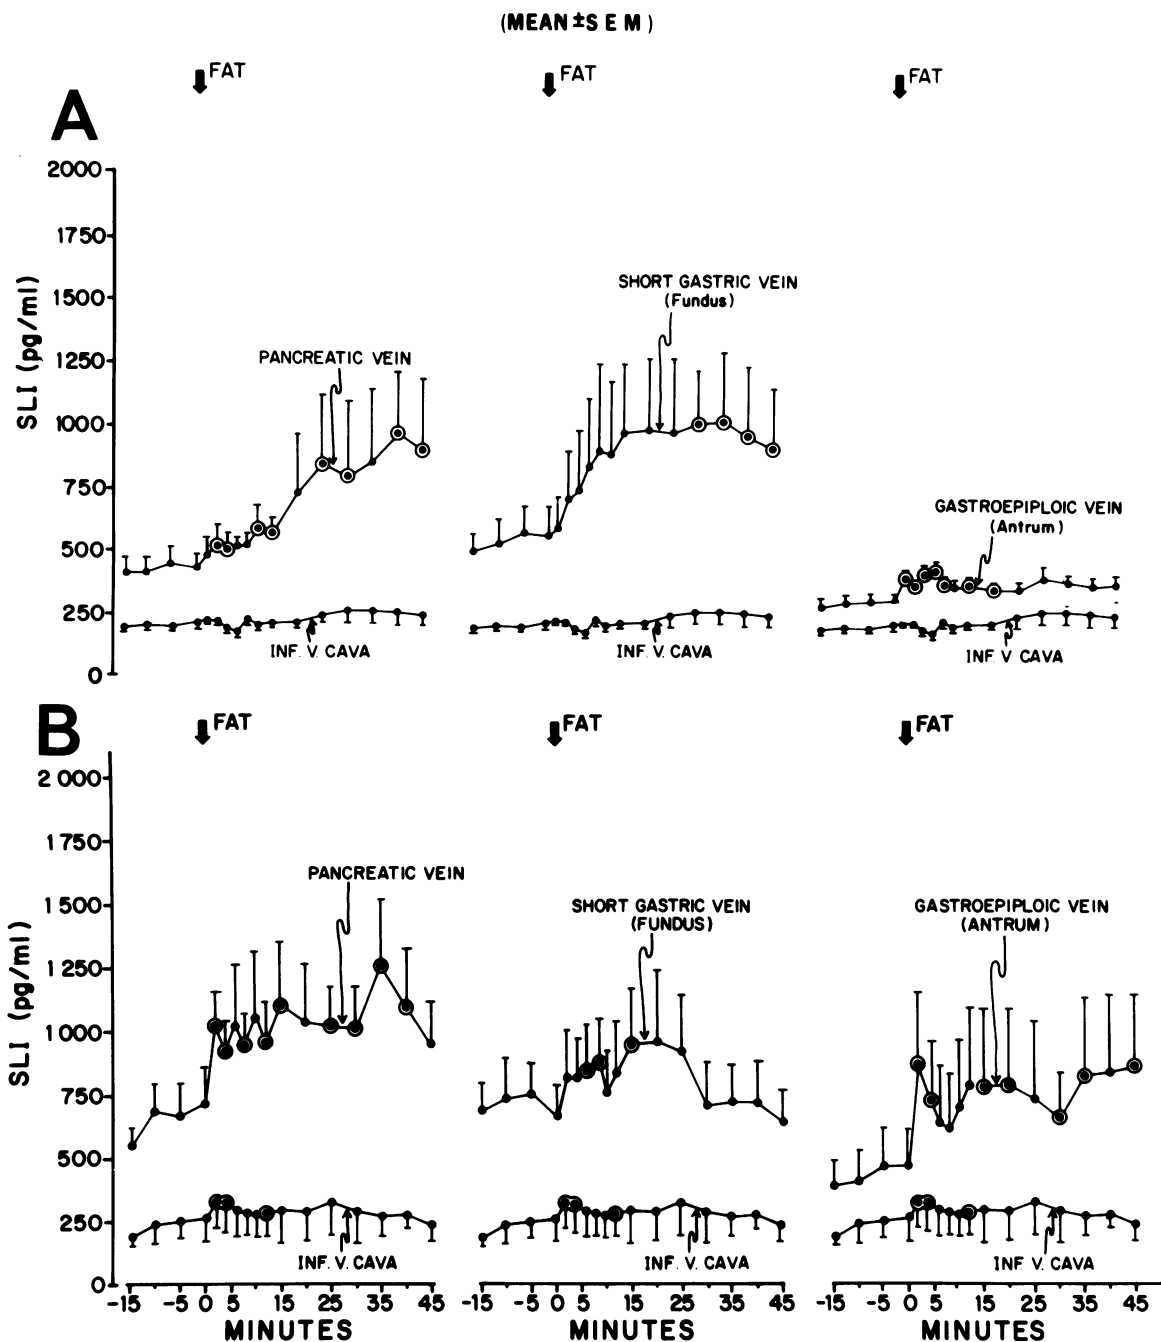 (MEAN ± S E M)
FAT
FAT
FAT
A
2000
1750
1500
1250
1000
750
500
250
0
SLI (pg/ml)
PANCREATIC VEIN
INF. V. CAVA
SHORT GASTRIC VEIN
(Fundus)
INF. V. CAVA
GASTROEPIPLOIC VEIN
(Antrum)
INF. V. CAVA
B
FAT
FAT
FAT
2 000
1 750
1 500
1250
1 000
750
500
250
0
SLI (pg/ml)
PANCREATIC VEIN
INF. V. CAVA
SHORT GASTRIC VEIN
(FUNDUS)
INF. V. CAVA
GASTROEPIPLOIC VEIN
(ANTRUM)
INF. V. CAVA
-15 -5 0 5 15 25 35 45
MINUTES
-15 -5 0 5 15 25 35 45
MINUTES
-15 -5 0 5 15 25 35 45
MINUTES